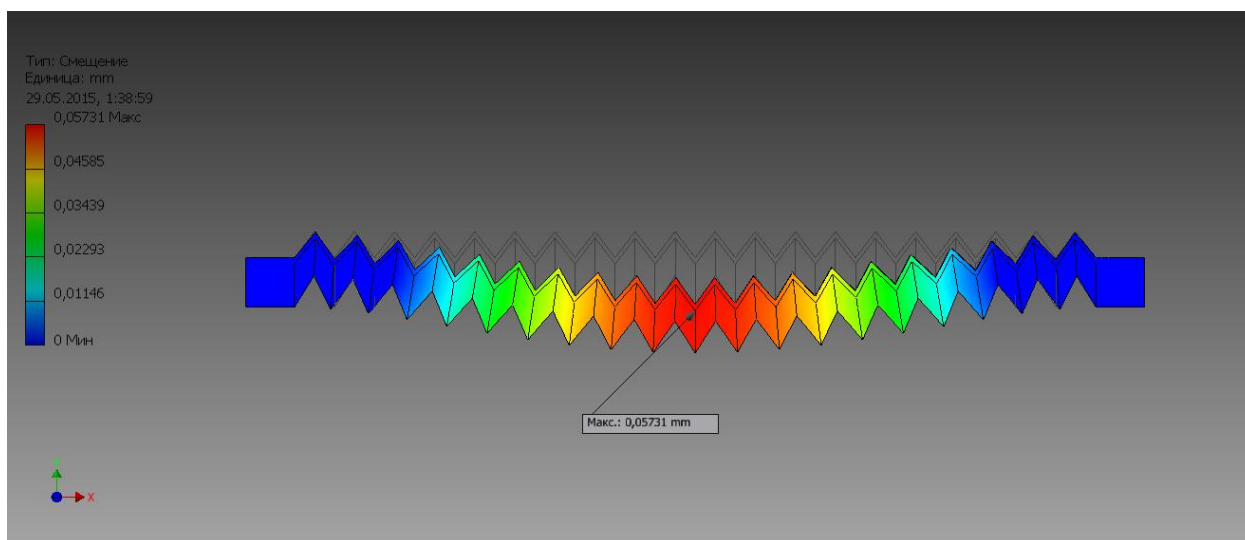 Тип: Смещение
Единица: mm
29.05.2015, 1:38:59
0,05731 Макс
0,04585
0,03439
0,02293
0,01146
0 Мин
Макс.: 0,05731 mm
X